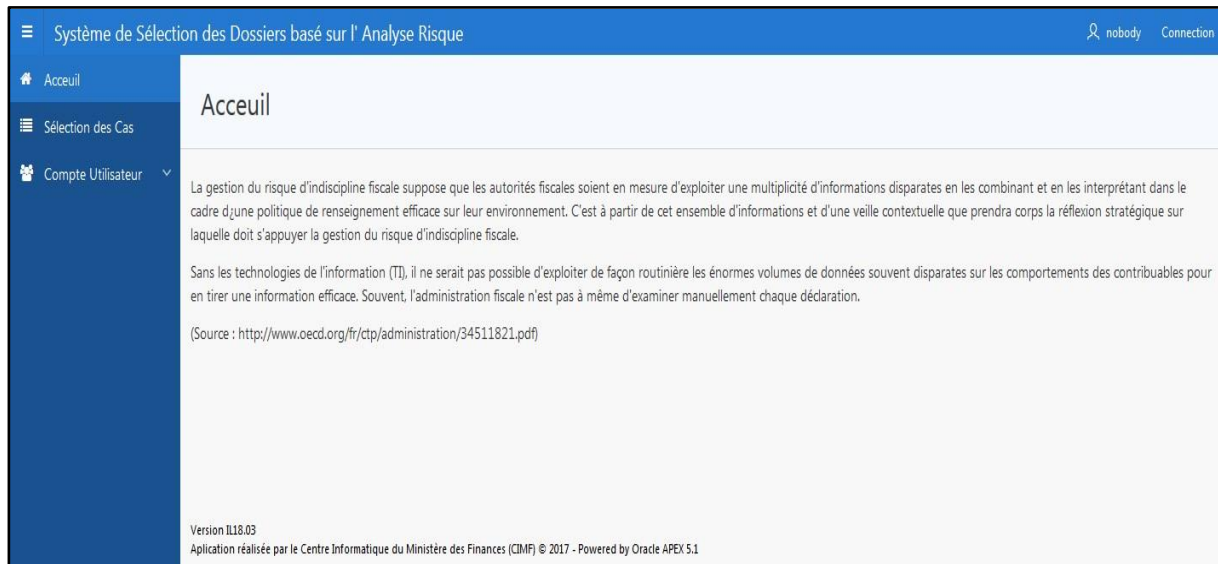 Système de Sélection des Dossiers basé sur l' Analyse Risque
nobody Connection
Acceuil
Sélection des Cas
Compte Utilisateur
Acceuil
La gestion du risque d'indiscipline fiscale suppose que les autorités fiscales soient en mesure d'exploiter une multiplicité d'informations disparates en les combinant et en les interprétant dans le
cadre d¿une politique de renseignement efficace sur leur environnement. C'est à partir de cet ensemble d'informations et d'une veille contextuelle que prendra corps la réflexion stratégique sur
laquelle doit s'appuyer la gestion du risque d'indiscipline fiscale.
Sans les technologies de l'information (TI), il ne serait pas possible d'exploiter de façon routinière les énormes volumes de données souvent disparates sur les comportements des contribuables pour
en tirer une information efficace. Souvent, l'administration fiscale n'est pas à même d'examiner manuellement chaque déclaration.
(Source : http://www.oecd.org/fr/ctp/administration/34511821.pdf)
Version IL18.03
Aplication réalisée par le Centre Informatique du Ministère des Finances (CIMF) © 2017 - Powered by Oracle APEX 5.1